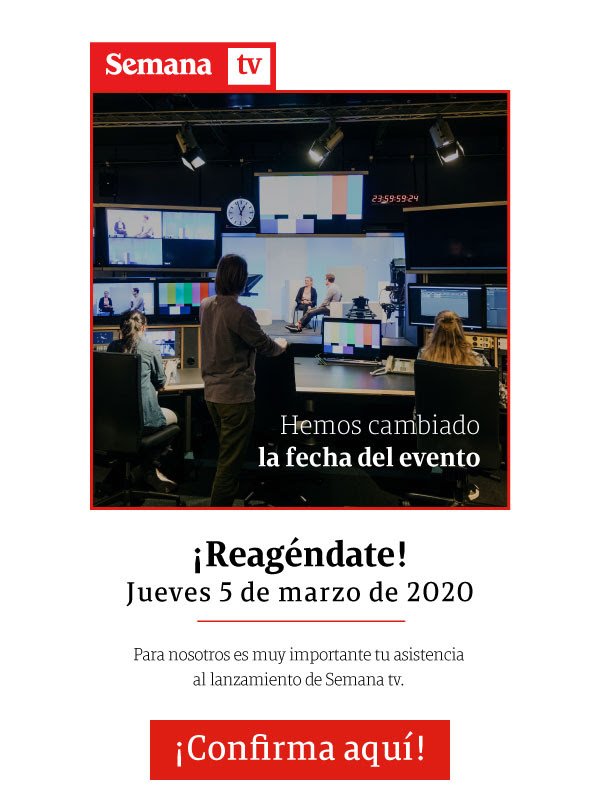 Semana tv
23:59:59:24
Hemos cambiado
la fecha del evento
¡Reagéndate!
Jueves 5 de marzo de 2020
Para nosotros es muy importante tu asistencia
al lanzamiento de Semana tv.
¡Confirma aquí!